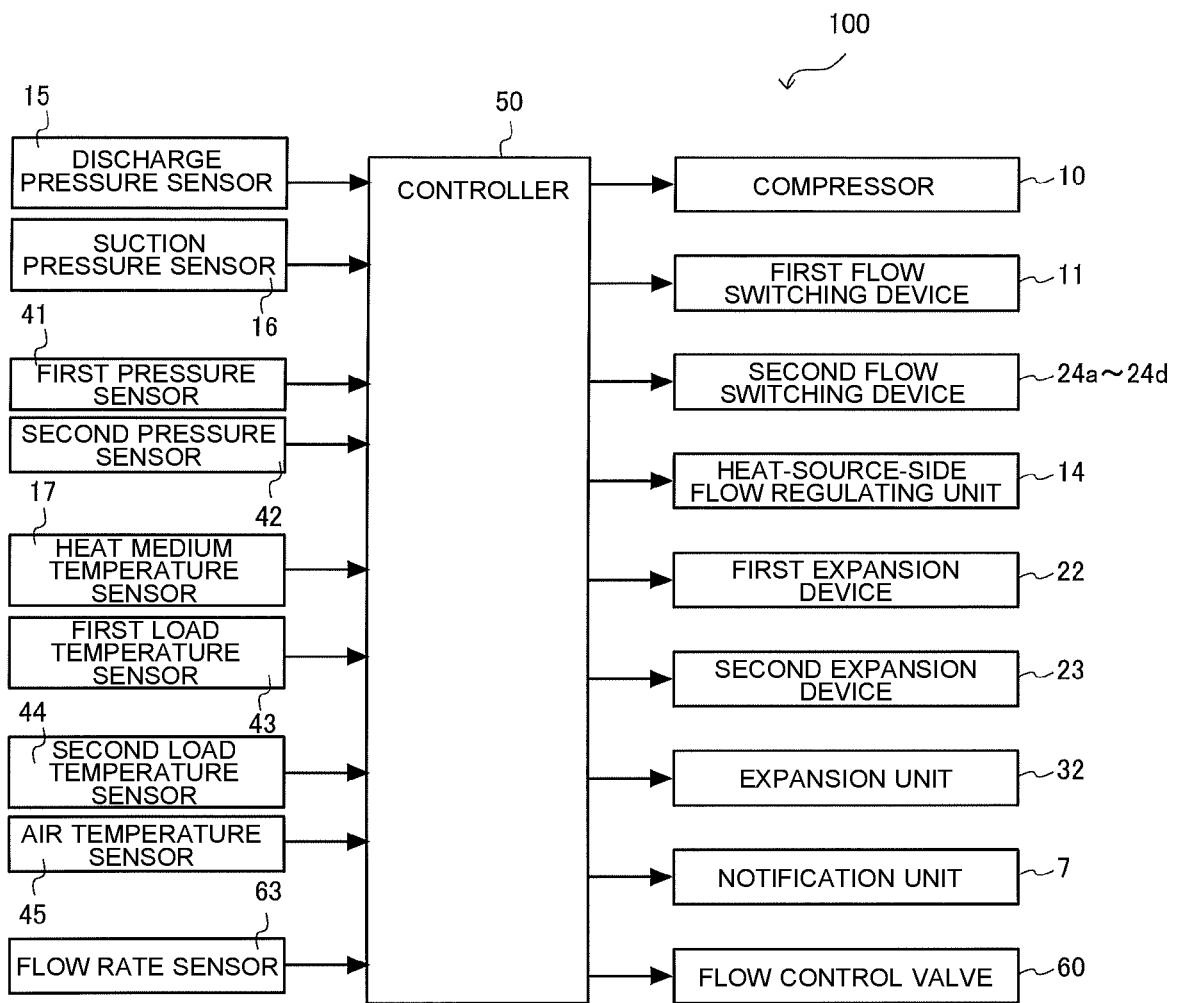 100
50
15
DISCHARGE
PRESSURE SENSOR
SUCTION
PRESSURE SENSOR
16
41
FIRST PRESSURE
SENSOR
SECOND PRESSURE
SENSOR
42
17
HEAT MEDIUM
TEMPERATURE
SENSOR
FIRST LOAD
TEMPERATURE
SENSOR
43
44
SECOND LOAD
TEMPERATURE
SENSOR
AIR TEMPERATURE
SENSOR
45
63
FLOW RATE SENSOR
CONTROLLER
COMPRESSOR
10
FIRST FLOW
SWITCHING DEVICE
11
SECOND FLOW
SWITCHING DEVICE
24a～24d
HEAT-SOURCE-SIDE
FLOW REGULATING UNIT
14
FIRST EXPANSION
DEVICE
22
SECOND EXPANSION
DEVICE
23
EXPANSION UNIT
32
NOTIFICATION UNIT
7
FLOW CONTROL VALVE
60